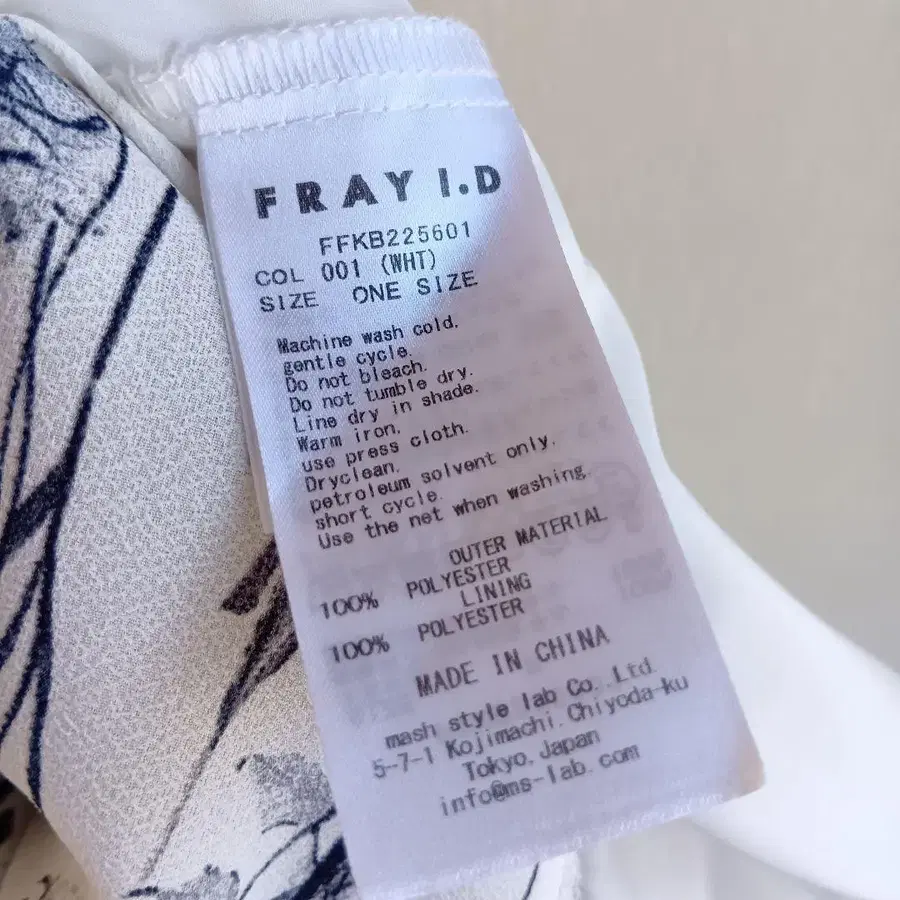 FRAY I.D
FFKB225601
COL 001 (WHT)
SIZE ONE SIZE
Machine wash cold.
gentle cycle.
Do not bleach.
Do not tumble dry.
Line dry in shade.
Warm iron.
use press cloth.
Dryclean.
petroleum solvent only.
short cycle.
Use the net when washing.
OUTER MATERIAL
100% POLYESTER
LINING
100% POLYESTER
MADE IN CHINA
mash style lab Co.,Ltd.
5-7-1 Kojimachi,Chiyoda-ku
Tokyo,Japan
info@ms-lab.com